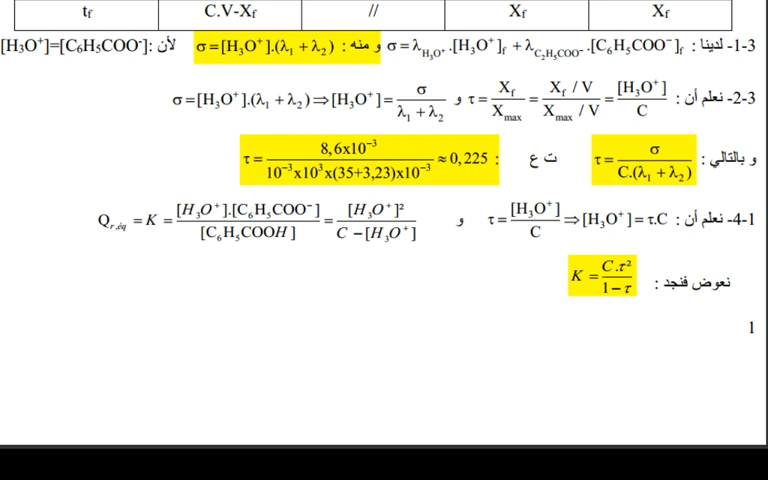 tf C.V-Xf // Xf Xf
1-3- لدينا : σ=λH₃O⁺.[H₃O⁺]f+λC₂H₅COO⁻.[C₆H₅COO⁻]f و منه : σ=[H₃O⁺].(λ₁+λ₂) لأن :[H₃O⁺]=[C₆H₅COO⁻]
2-3- نعلم أن : τ=Xf/Xmax=(Xf/V)/(Xmax/V)=[H₃O⁺]/C و σ=[H₃O⁺].(λ₁+λ₂)⇒[H₃O⁺]=σ/(λ₁+λ₂)
و بالتالي : τ=σ/(C.(λ₁+λ₂)) ت ع : τ=8,6x10⁻³/(10⁻³x10³x(35+3,23)x10⁻³)≈0,225
4-1- نعلم أن : τ=[H₃O⁺]/C⇒[H₃O⁺]=τ.C و Qr,éq=K=[H₃O⁺].[C₆H₅COO⁻]/[C₆H₅COOH]=[H₃O⁺]²/(C−[H₃O⁺])
نعوض فنجد : K=C.τ²/(1−τ)
1